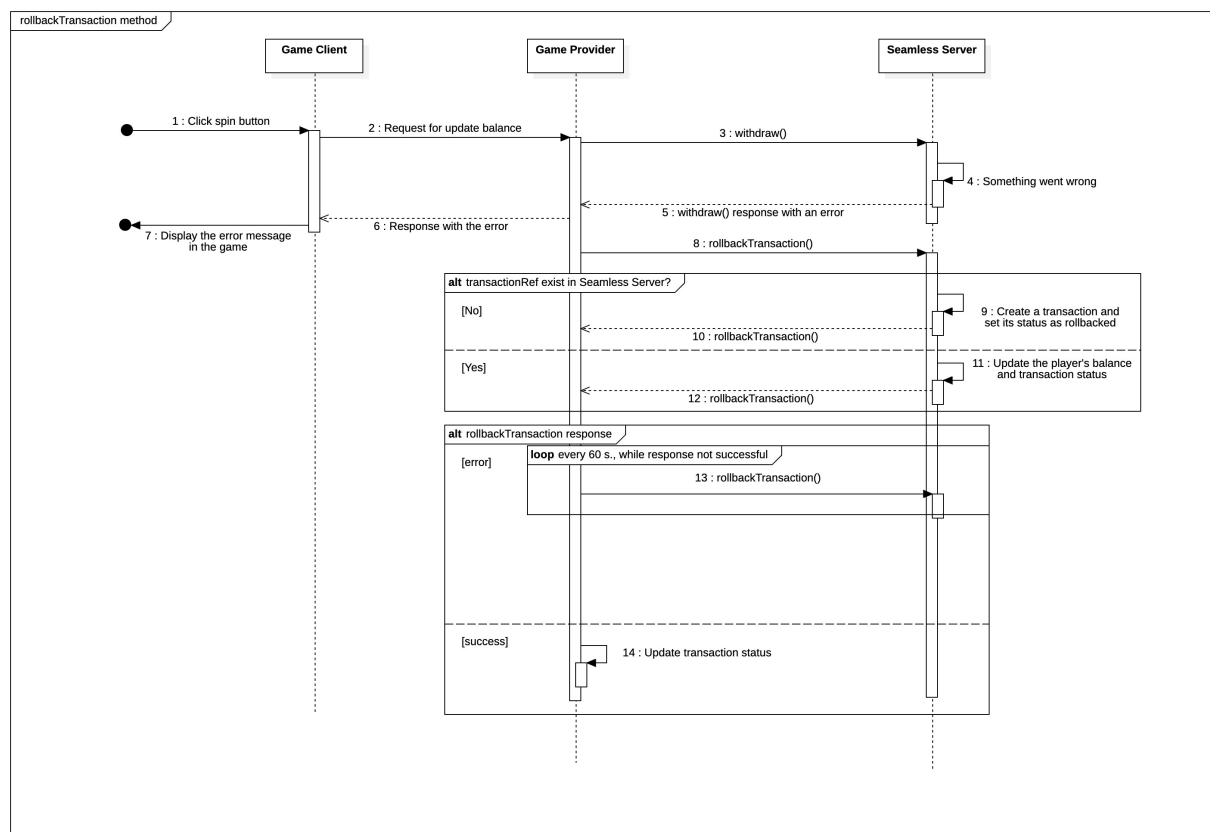 rollbackTransaction method
Game Client
Game Provider
Seamless Server
1 : Click spin button
2 : Request for update balance
3 : withdraw()
4 : Something went wrong
5 : withdraw() response with an error
6 : Response with the error
7 : Display the error message
in the game
8 : rollbackTransaction()
alt transactionRef exist in Seamless Server?
[No]
9 : Create a transaction and
set its status as rollbacked
10 : rollbackTransaction()
[Yes]
11 : Update the player's balance
and transaction status
12 : rollbackTransaction()
alt rollbackTransaction response
[error]
loop every 60 s., while response not successful
13 : rollbackTransaction()
[success]
14 : Update transaction status